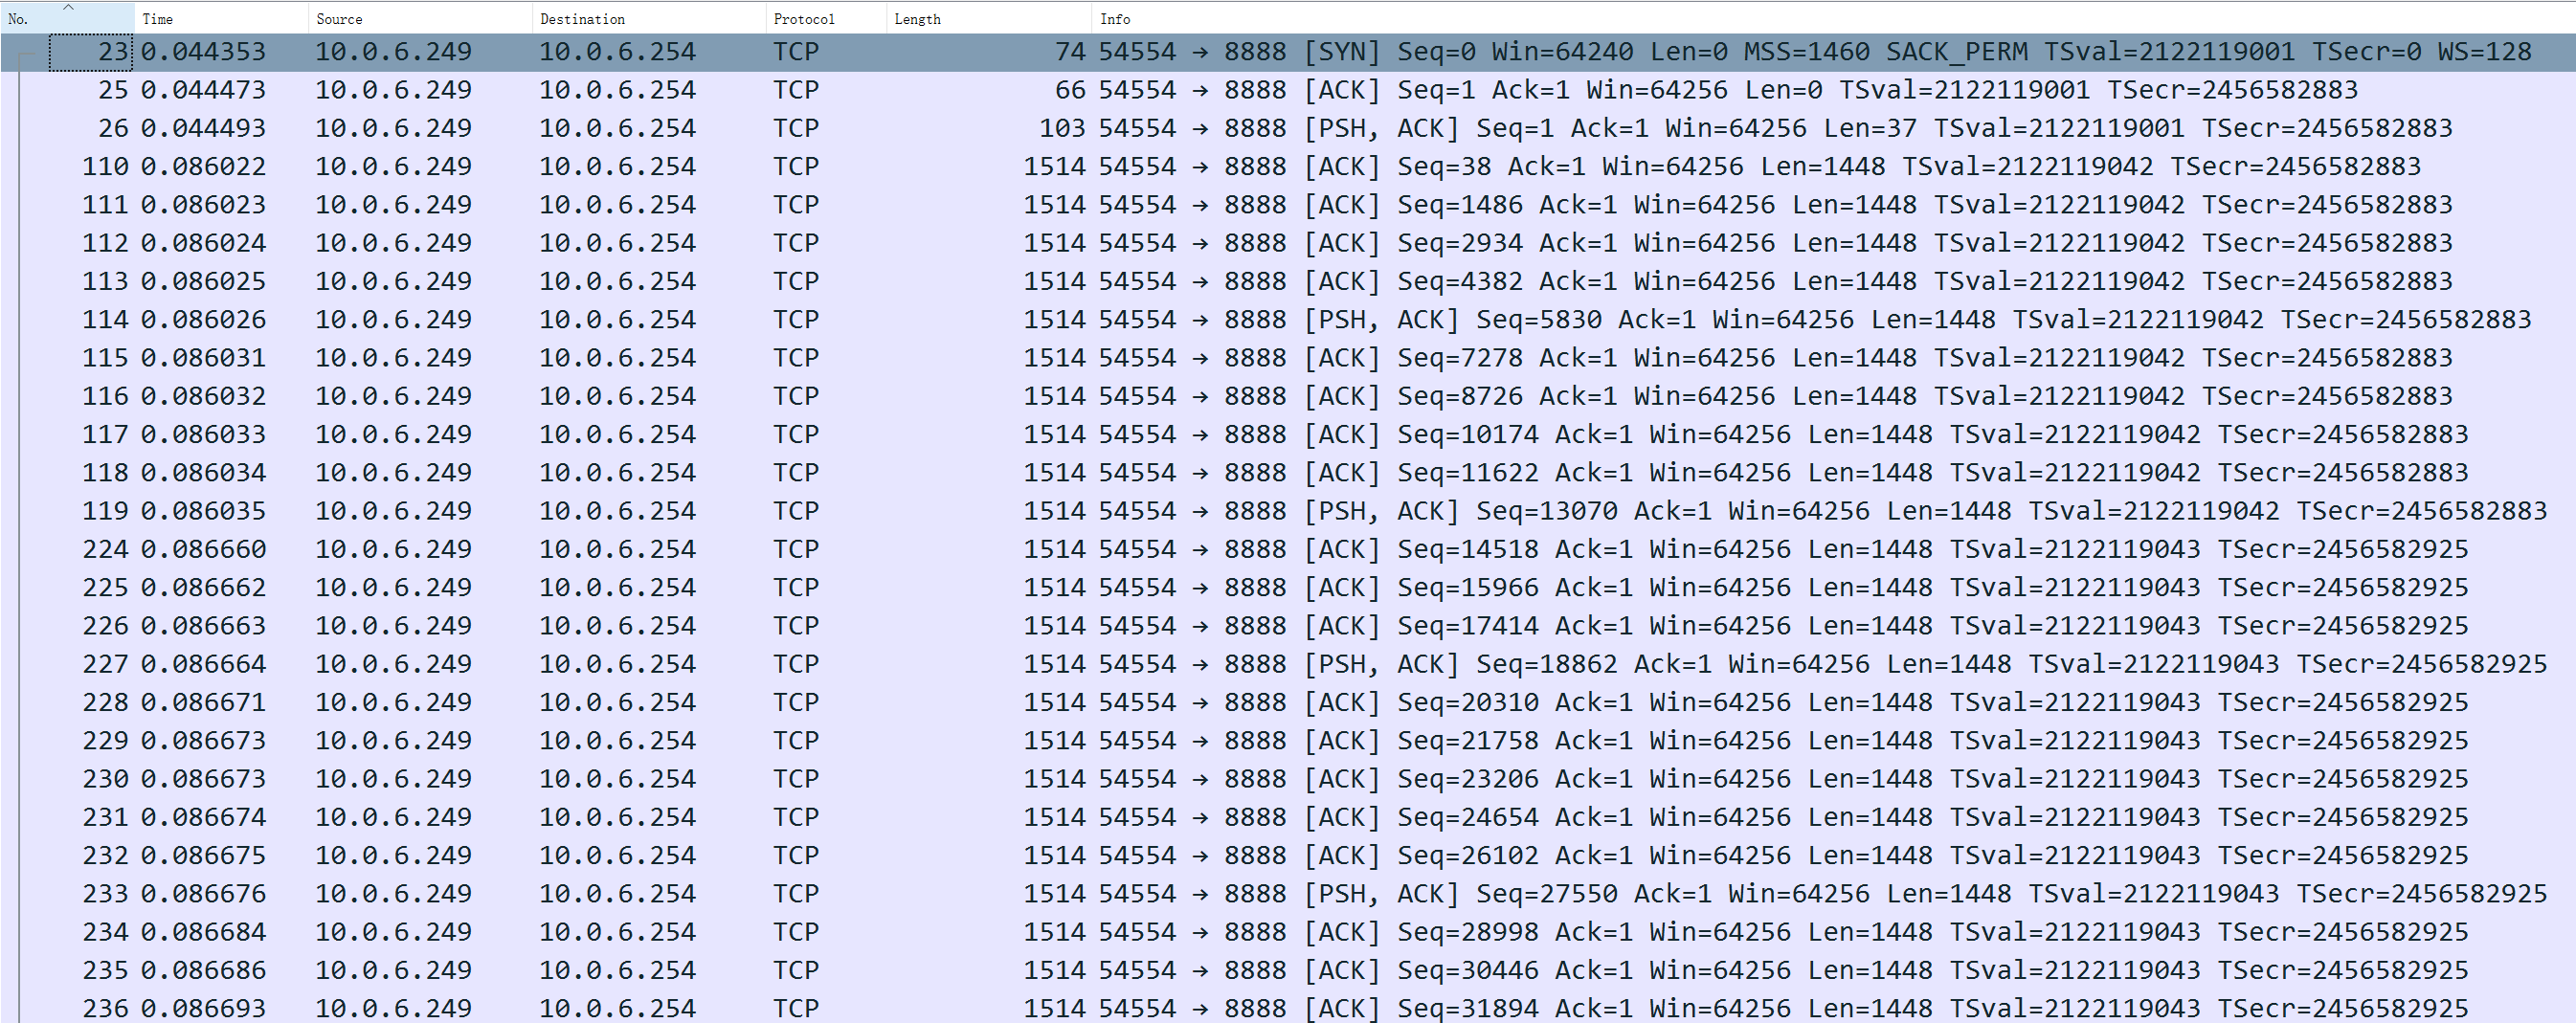 No. Time Source Destination Protocol Length Info
23 0.044353 10.0.6.249 10.0.6.254 TCP 74 54554 → 8888 [SYN] Seq=0 Win=64240 Len=0 MSS=1460 SACK_PERM TSval=2122119001 TSecr=0 WS=128
25 0.044473 10.0.6.249 10.0.6.254 TCP 66 54554 → 8888 [ACK] Seq=1 Ack=1 Win=64256 Len=0 TSval=2122119001 TSecr=2456582883
26 0.044493 10.0.6.249 10.0.6.254 TCP 103 54554 → 8888 [PSH, ACK] Seq=1 Ack=1 Win=64256 Len=37 TSval=2122119001 TSecr=2456582883
110 0.086022 10.0.6.249 10.0.6.254 TCP 1514 54554 → 8888 [ACK] Seq=38 Ack=1 Win=64256 Len=1448 TSval=2122119042 TSecr=2456582883
111 0.086023 10.0.6.249 10.0.6.254 TCP 1514 54554 → 8888 [ACK] Seq=1486 Ack=1 Win=64256 Len=1448 TSval=2122119042 TSecr=2456582883
112 0.086024 10.0.6.249 10.0.6.254 TCP 1514 54554 → 8888 [ACK] Seq=2934 Ack=1 Win=64256 Len=1448 TSval=2122119042 TSecr=2456582883
113 0.086025 10.0.6.249 10.0.6.254 TCP 1514 54554 → 8888 [ACK] Seq=4382 Ack=1 Win=64256 Len=1448 TSval=2122119042 TSecr=2456582883
114 0.086026 10.0.6.249 10.0.6.254 TCP 1514 54554 → 8888 [PSH, ACK] Seq=5830 Ack=1 Win=64256 Len=1448 TSval=2122119042 TSecr=2456582883
115 0.086031 10.0.6.249 10.0.6.254 TCP 1514 54554 → 8888 [ACK] Seq=7278 Ack=1 Win=64256 Len=1448 TSval=2122119042 TSecr=2456582883
116 0.086032 10.0.6.249 10.0.6.254 TCP 1514 54554 → 8888 [ACK] Seq=8726 Ack=1 Win=64256 Len=1448 TSval=2122119042 TSecr=2456582883
117 0.086033 10.0.6.249 10.0.6.254 TCP 1514 54554 → 8888 [ACK] Seq=10174 Ack=1 Win=64256 Len=1448 TSval=2122119042 TSecr=2456582883
118 0.086034 10.0.6.249 10.0.6.254 TCP 1514 54554 → 8888 [ACK] Seq=11622 Ack=1 Win=64256 Len=1448 TSval=2122119042 TSecr=2456582883
119 0.086035 10.0.6.249 10.0.6.254 TCP 1514 54554 → 8888 [PSH, ACK] Seq=13070 Ack=1 Win=64256 Len=1448 TSval=2122119042 TSecr=2456582883
224 0.086660 10.0.6.249 10.0.6.254 TCP 1514 54554 → 8888 [ACK] Seq=14518 Ack=1 Win=64256 Len=1448 TSval=2122119043 TSecr=2456582925
225 0.086662 10.0.6.249 10.0.6.254 TCP 1514 54554 → 8888 [ACK] Seq=15966 Ack=1 Win=64256 Len=1448 TSval=2122119043 TSecr=2456582925
226 0.086663 10.0.6.249 10.0.6.254 TCP 1514 54554 → 8888 [ACK] Seq=17414 Ack=1 Win=64256 Len=1448 TSval=2122119043 TSecr=2456582925
227 0.086664 10.0.6.249 10.0.6.254 TCP 1514 54554 → 8888 [PSH, ACK] Seq=18862 Ack=1 Win=64256 Len=1448 TSval=2122119043 TSecr=2456582925
228 0.086671 10.0.6.249 10.0.6.254 TCP 1514 54554 → 8888 [ACK] Seq=20310 Ack=1 Win=64256 Len=1448 TSval=2122119043 TSecr=2456582925
229 0.086673 10.0.6.249 10.0.6.254 TCP 1514 54554 → 8888 [ACK] Seq=21758 Ack=1 Win=64256 Len=1448 TSval=2122119043 TSecr=2456582925
230 0.086673 10.0.6.249 10.0.6.254 TCP 1514 54554 → 8888 [ACK] Seq=23206 Ack=1 Win=64256 Len=1448 TSval=2122119043 TSecr=2456582925
231 0.086674 10.0.6.249 10.0.6.254 TCP 1514 54554 → 8888 [ACK] Seq=24654 Ack=1 Win=64256 Len=1448 TSval=2122119043 TSecr=2456582925
232 0.086675 10.0.6.249 10.0.6.254 TCP 1514 54554 → 8888 [ACK] Seq=26102 Ack=1 Win=64256 Len=1448 TSval=2122119043 TSecr=2456582925
233 0.086676 10.0.6.249 10.0.6.254 TCP 1514 54554 → 8888 [PSH, ACK] Seq=27550 Ack=1 Win=64256 Len=1448 TSval=2122119043 TSecr=2456582925
234 0.086684 10.0.6.249 10.0.6.254 TCP 1514 54554 → 8888 [ACK] Seq=28998 Ack=1 Win=64256 Len=1448 TSval=2122119043 TSecr=2456582925
235 0.086686 10.0.6.249 10.0.6.254 TCP 1514 54554 → 8888 [ACK] Seq=30446 Ack=1 Win=64256 Len=1448 TSval=2122119043 TSecr=2456582925
236 0.086693 10.0.6.249 10.0.6.254 TCP 1514 54554 → 8888 [ACK] Seq=31894 Ack=1 Win=64256 Len=1448 TSval=2122119043 TSecr=2456582925